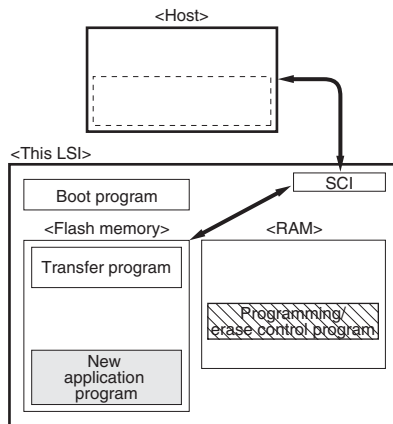 <Host>
<This LSI>
SCI
Boot program
<Flash memory>
<RAM>
Transfer program
Programming/
erase control program
New
application
program